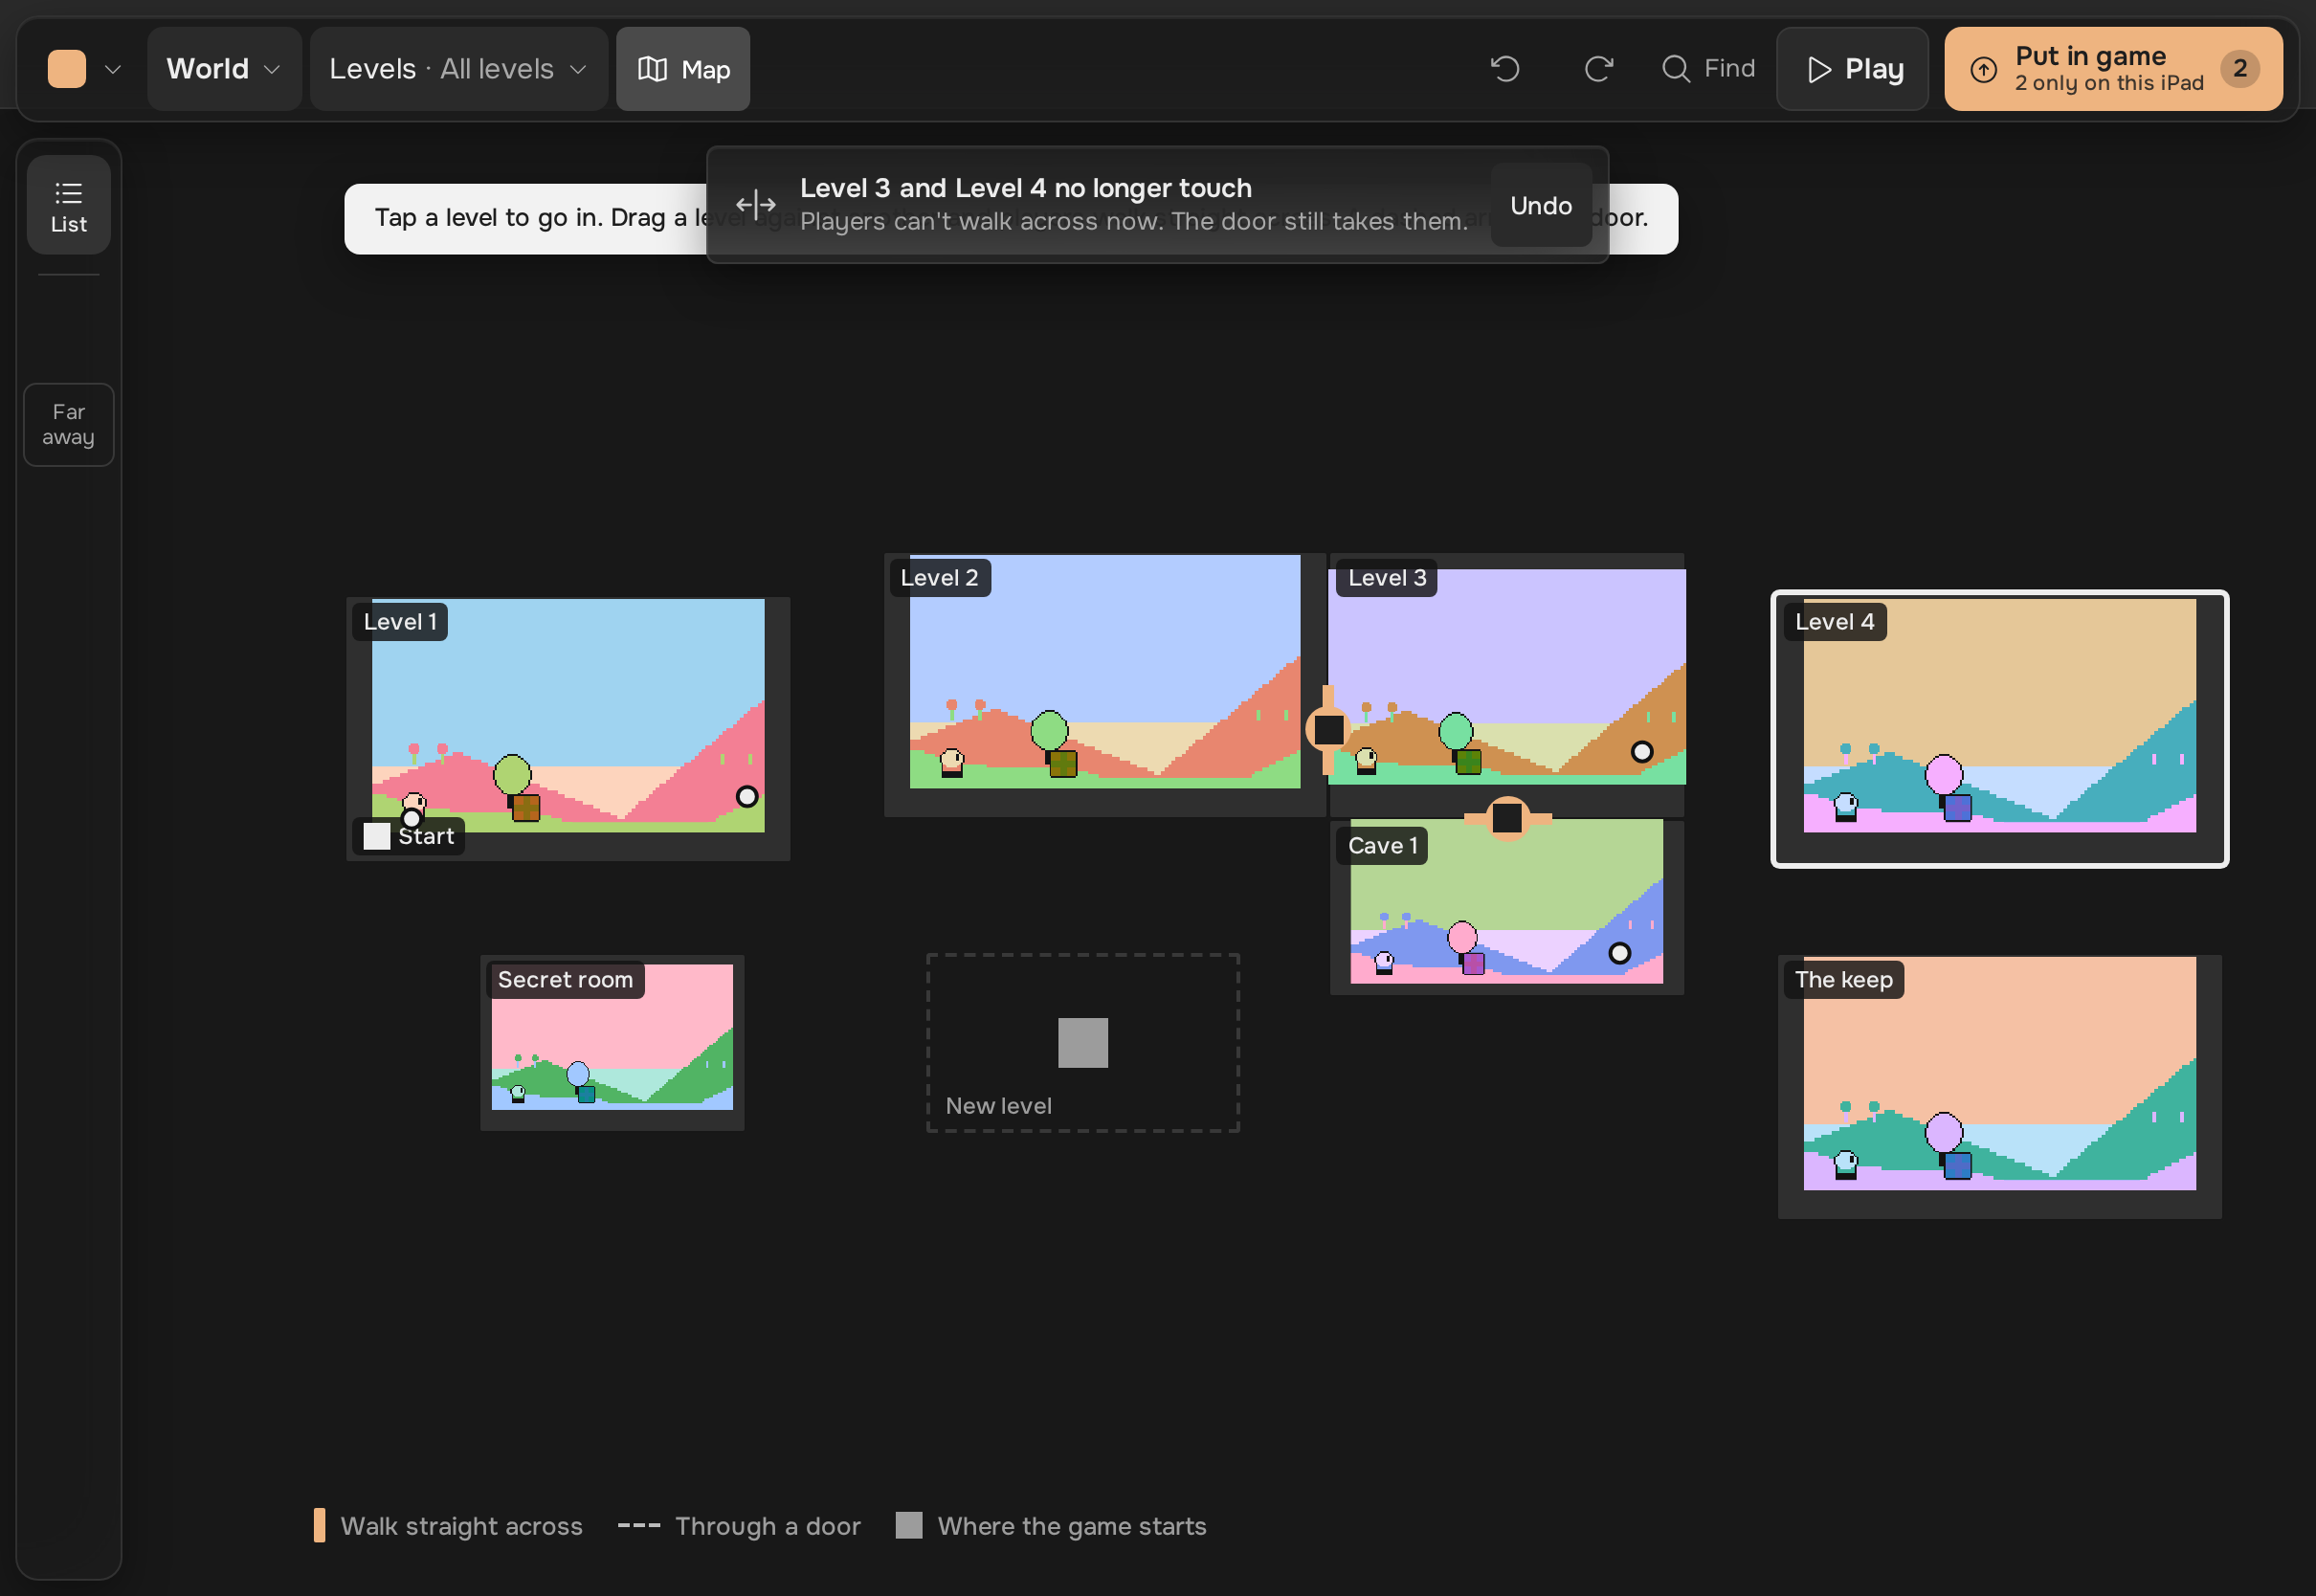 World
Levels · All levels
Map
Find
Play
Put in game
2 only on this iPad
2
List
Far
away
Level 3 and Level 4 no longer touch
Players can't walk across now. The door still takes them.
Undo
Tap a level to go in. Drag a level
door.
Level 1
Start
Level 2
Level 3
Level 4
Cave 1
Secret room
New level
The keep
Walk straight across
Through a door
Where the game starts